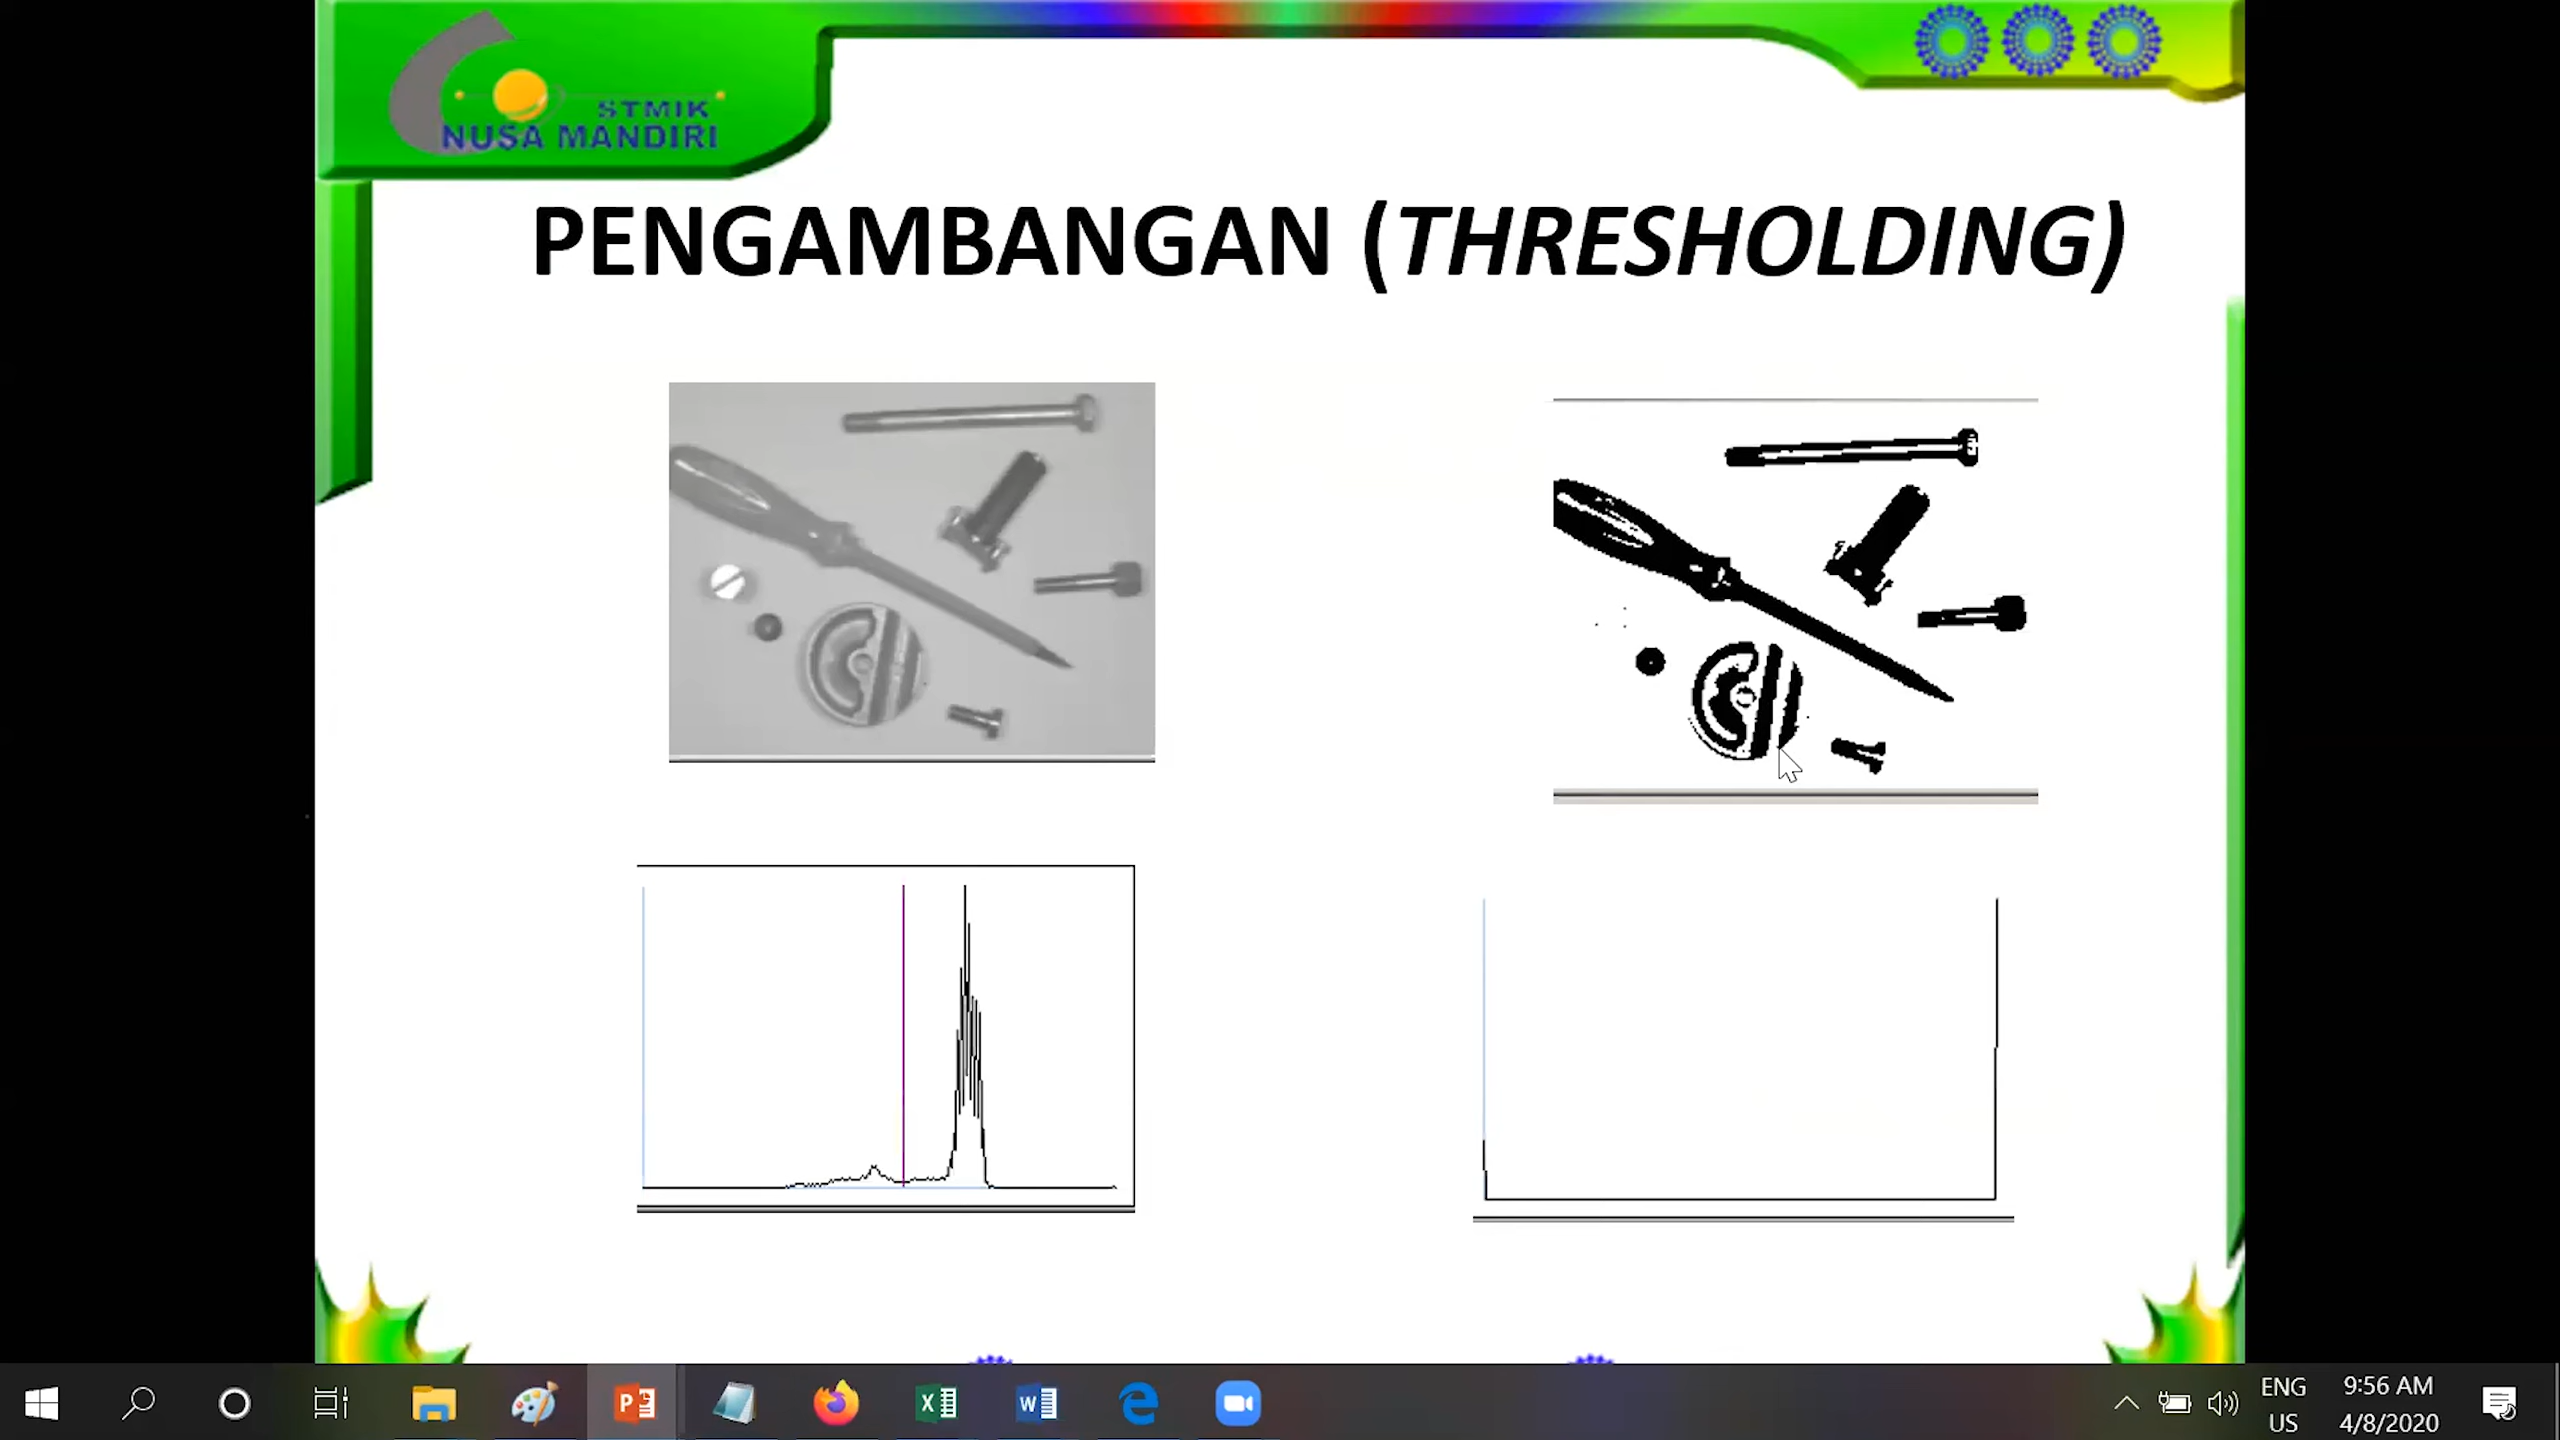 STMIK
NUSA MANDIRI
PENGAMBANGAN (THRESHOLDING)
ENG
US
9:56 AM
4/8/2020